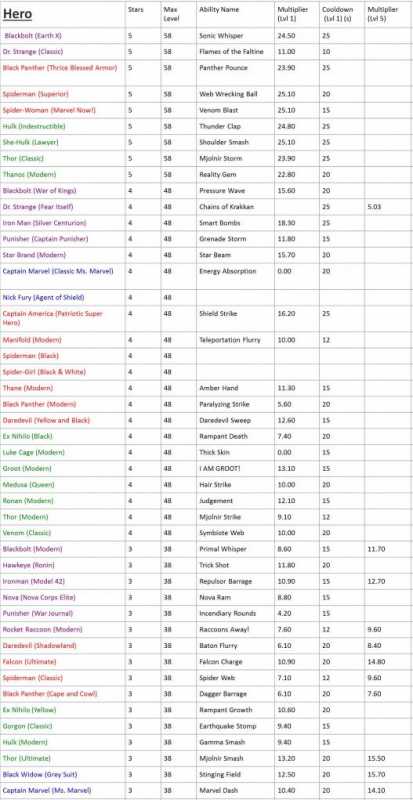 Hero Stars Max Level Ability Name Multiplier (Lvl 1) Cooldown (Lvl 1) (s) Multiplier (Lvl 5)
Blackbolt (Earth X) 5 58 Sonic Whisper 24.50 25
Dr. Strange (Classic) 5 58 Flames of the Faltine 11.00 10
Black Panther (Thrice Blessed Armor) 5 58 Panther Pounce 23.90 25
Spiderman (Superior) 5 58 Web Wrecking Ball 25.10 20
Spider-Woman (Marvel Now!) 5 58 Venom Blast 25.10 15
Hulk (Indestructible) 5 58 Thunder Clap 24.80 25
She-Hulk (Lawyer) 5 58 Shoulder Smash 25.10 25
Thor (Classic) 5 58 Mjolnir Storm 23.90 25
Thanos (Modern) 5 58 Reality Gem 22.80 20
Blackbolt (War of Kings) 4 48 Pressure Wave 15.60 20
Dr. Strange (Fear Itself) 4 48 Chains of Krakkan 25 5.03
Iron Man (Silver Centurion) 4 48 Smart Bombs 18.30 25
Punisher (Captain Punisher) 4 48 Grenade Storm 11.80 15
Star Brand (Modern) 4 48 Star Beam 15.70 20
Captain Marvel (Classic Ms. Marvel) 4 48 Energy Absorption 0.00 20
Nick Fury (Agent of Shield) 4 48
Captain America (Patriotic Super Hero) 4 48 Shield Strike 16.20 25
Manifold (Modern) 4 48 Teleportation Flurry 10.00 12
Spiderman (Black) 4 48
Spider-Girl (Black & White) 4 48
Thane (Modern) 4 48 Amber Hand 11.30 15
Black Panther (Modern) 4 48 Paralyzing Strike 5.60 20
Daredevil (Yellow and Black) 4 48 Daredevil Sweep 12.60 15
Ex Nihilo (Black) 4 48 Rampant Death 7.40 20
Luke Cage (Modern) 4 48 Thick Skin 0.00 15
Groot (Modern) 4 48 I AM GROOT! 13.10 15
Medusa (Queen) 4 48 Hair Strike 10.00 20
Ronan (Modern) 4 48 Judgement 12.10 15
Thor (Modern) 4 48 Mjolnir Strike 9.10 12
Venom (Classic) 4 48 Symbiote Web 10.00 20
Blackbolt (Modern) 3 38 Primal Whisper 8.60 15 11.70
Hawkeye (Ronin) 3 38 Trick Shot 11.80 20
Ironman (Model 42) 3 38 Repulsor Barrage 10.90 15 12.70
Nova (Nova Corps Elite) 3 38 Nova Ram 8.80 15
Punisher (War Journal) 3 38 Incendiary Rounds 4.20 15
Rocket Raccoon (Modern) 3 38 Raccoons Away! 7.60 12 9.60
Daredevil (Shadowland) 3 38 Baton Flurry 6.10 20 8.40
Falcon (Ultimate) 3 38 Falcon Charge 10.90 20 14.80
Spiderman (Classic) 3 38 Spider Web 7.10 12 9.60
Black Panther (Cape and Cowl) 3 38 Dagger Barrage 6.10 20 7.60
Ex Nihilo (Yellow) 3 38 Rampant Growth 10.60 20
Gorgon (Classic) 3 38 Earthquake Stomp 9.40 15
Hulk (Modern) 3 38 Gamma Smash 9.40 15
Thor (Ultimate) 3 38 Mjolnir Smash 13.20 20 15.50
Black Widow (Grey Suit) 3 38 Stinging Field 12.50 20 15.70
Captain Marvel (Ms. Marvel) 3 38 Marvel Dash 10.40 20 14.10